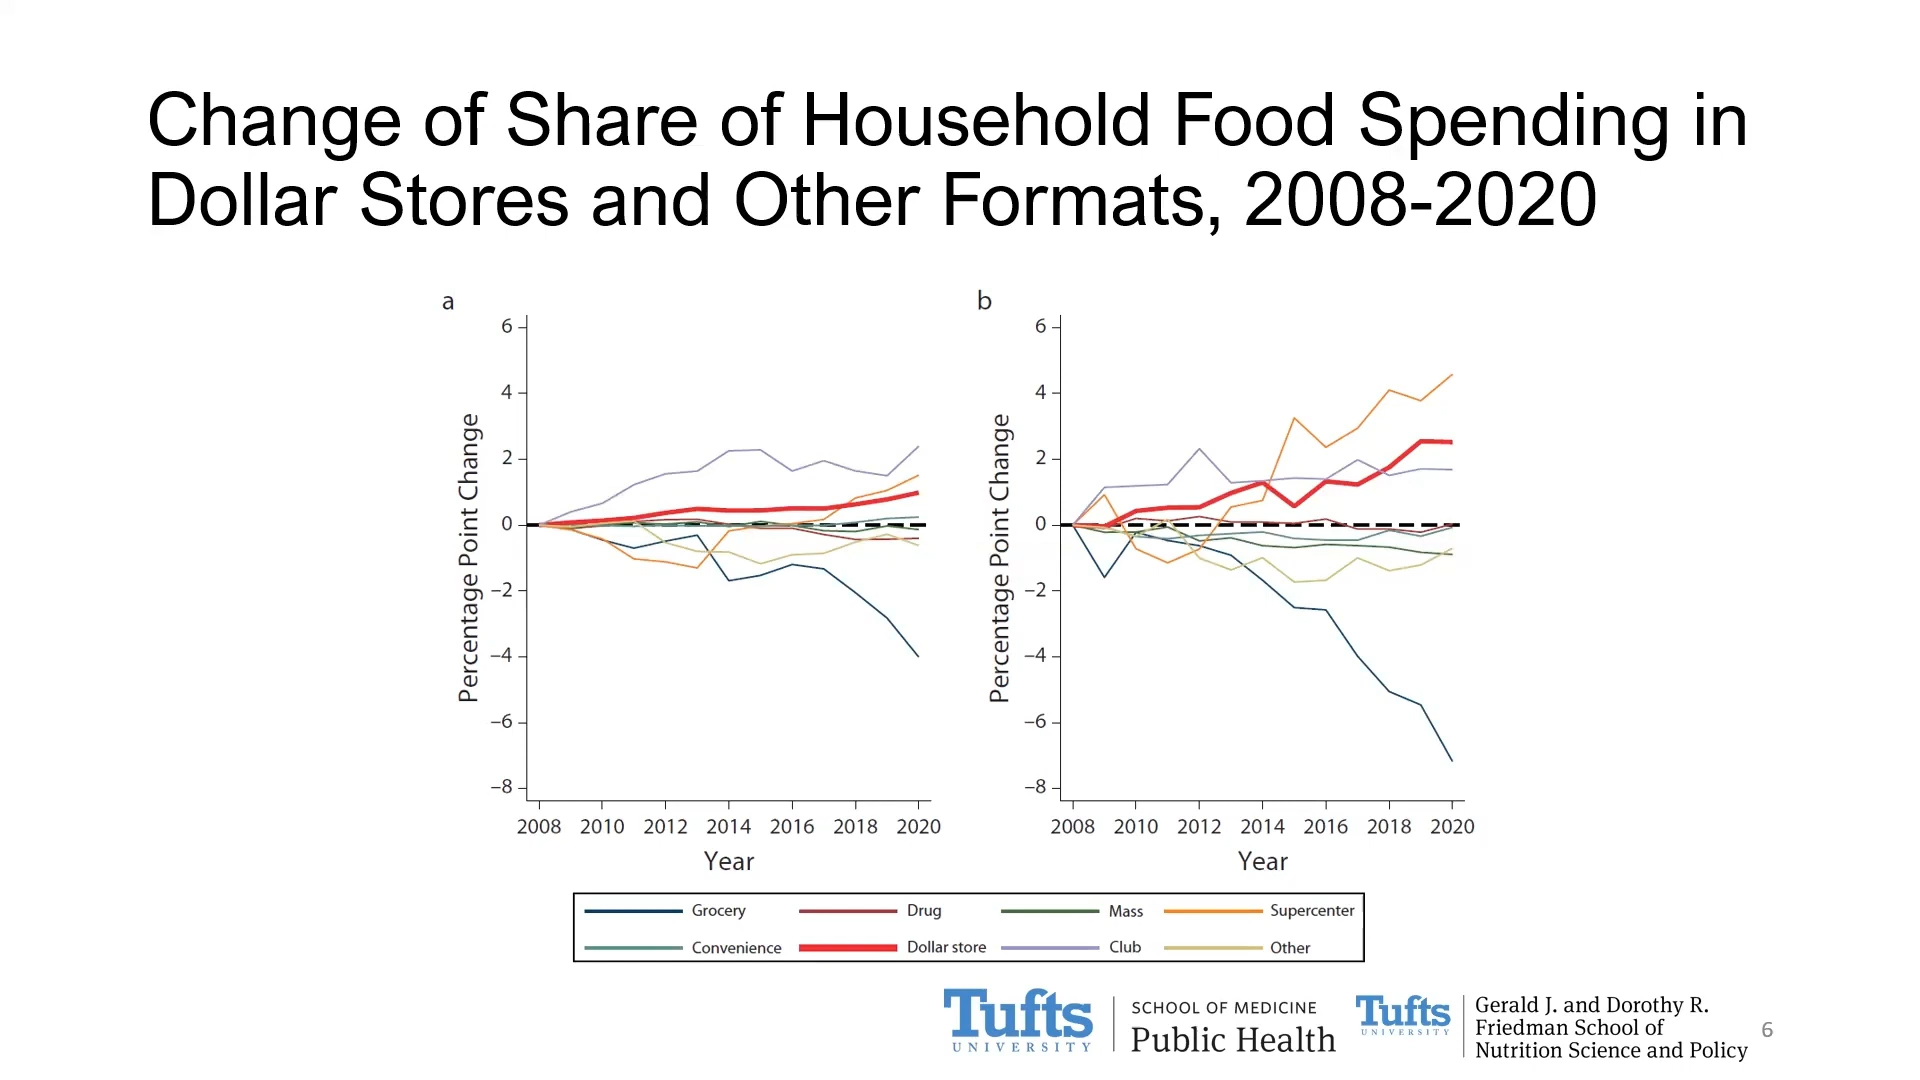 Change of Share of Household Food Spending in
Dollar Stores and Other Formats, 2008-2020
a
6
4
2
0
−2
−4
−6
−8
Percentage Point Change
2008 2010 2012 2014 2016 2018 2020
Year
b
6
4
2
0
−2
−4
−6
−8
Percentage Point Change
2008 2010 2012 2014 2016 2018 2020
Year
Grocery Drug Mass Supercenter
Convenience Dollar store Club Other
Tufts
UNIVERSITY
SCHOOL OF MEDICINE
Public Health
Tufts
UNIVERSITY
Gerald J. and Dorothy R.
Friedman School of
Nutrition Science and Policy
6